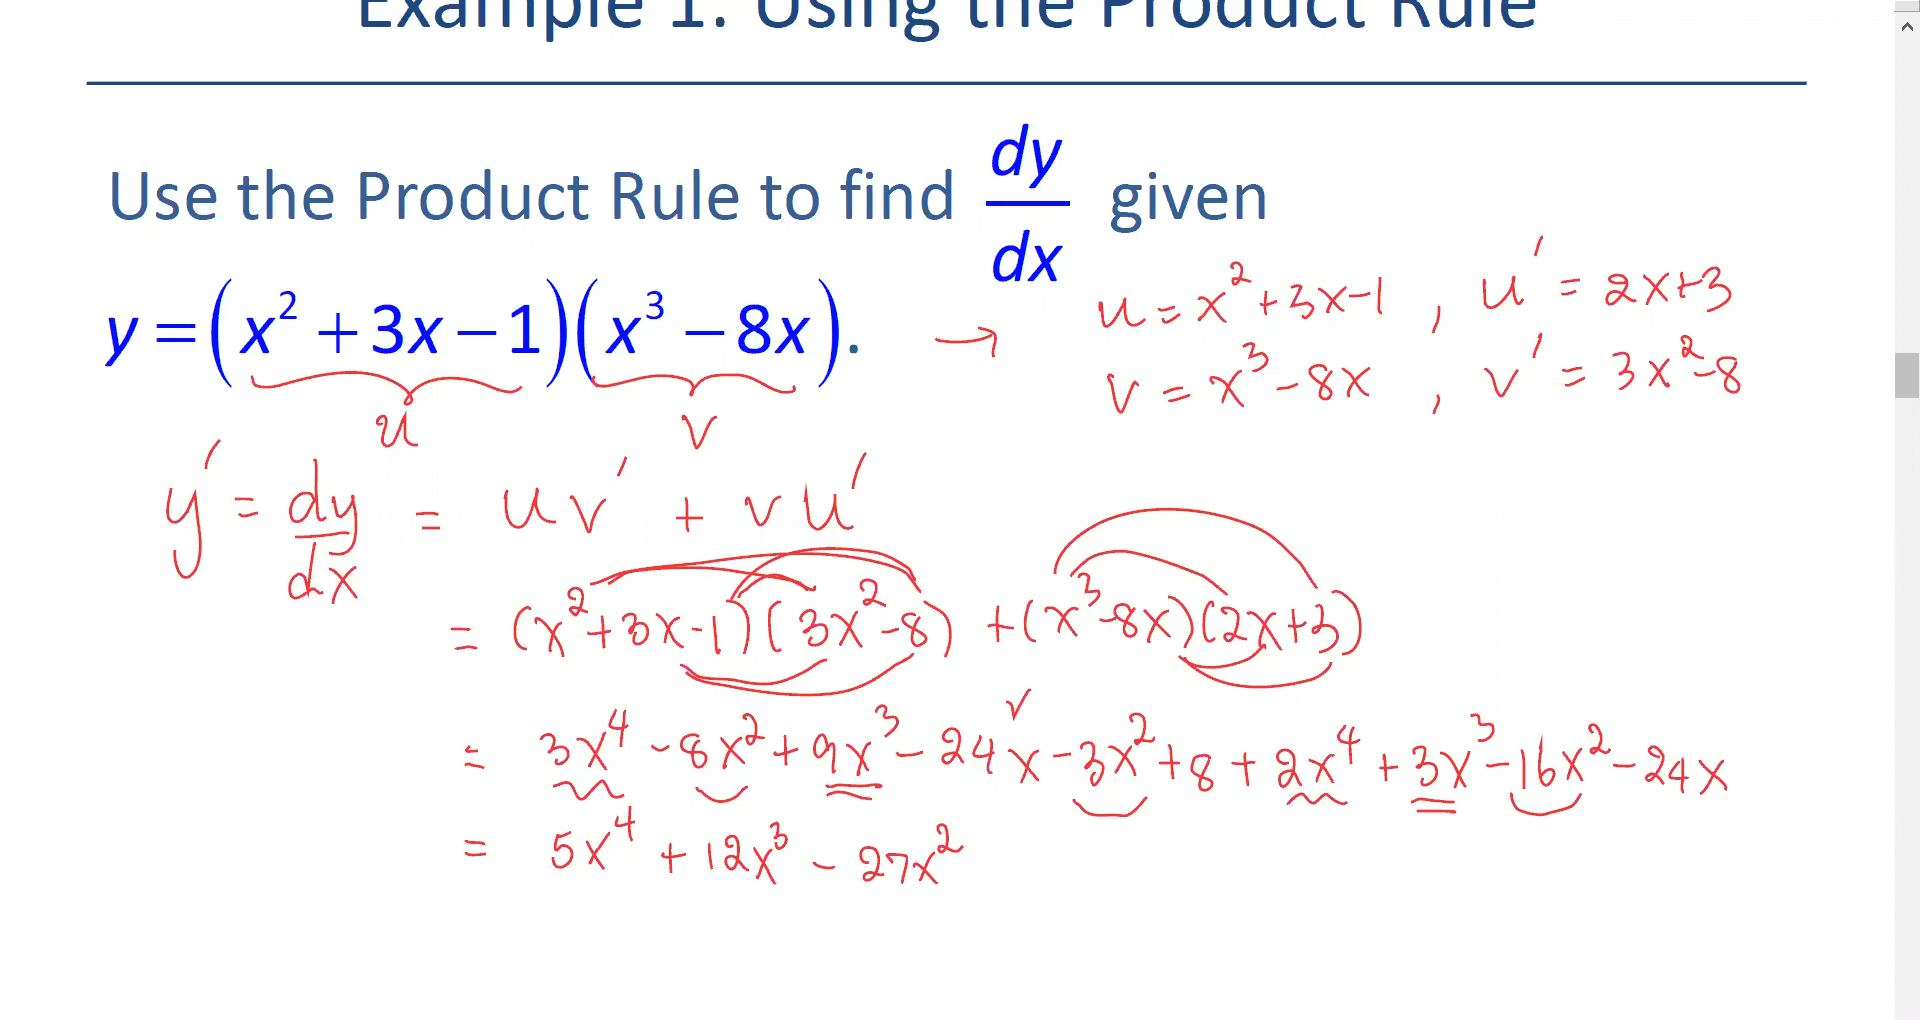 Example 1: Using the Product Rule
Use the Product Rule to find dy/dx given
y = (x² + 3x − 1)(x³ − 8x). → u = x² + 3x − 1 , u' = 2x + 3
v = x³ − 8x , v' = 3x² − 8
u v
y' = dy/dx = uv' + vu'
= (x² + 3x − 1)(3x² − 8) + (x³ − 8x)(2x + 3)
= 3x⁴ − 8x² + 9x³ − 24x − 3x² + 8 + 2x⁴ + 3x³ − 16x² − 24x
= 5x⁴ + 12x³ − 27x²